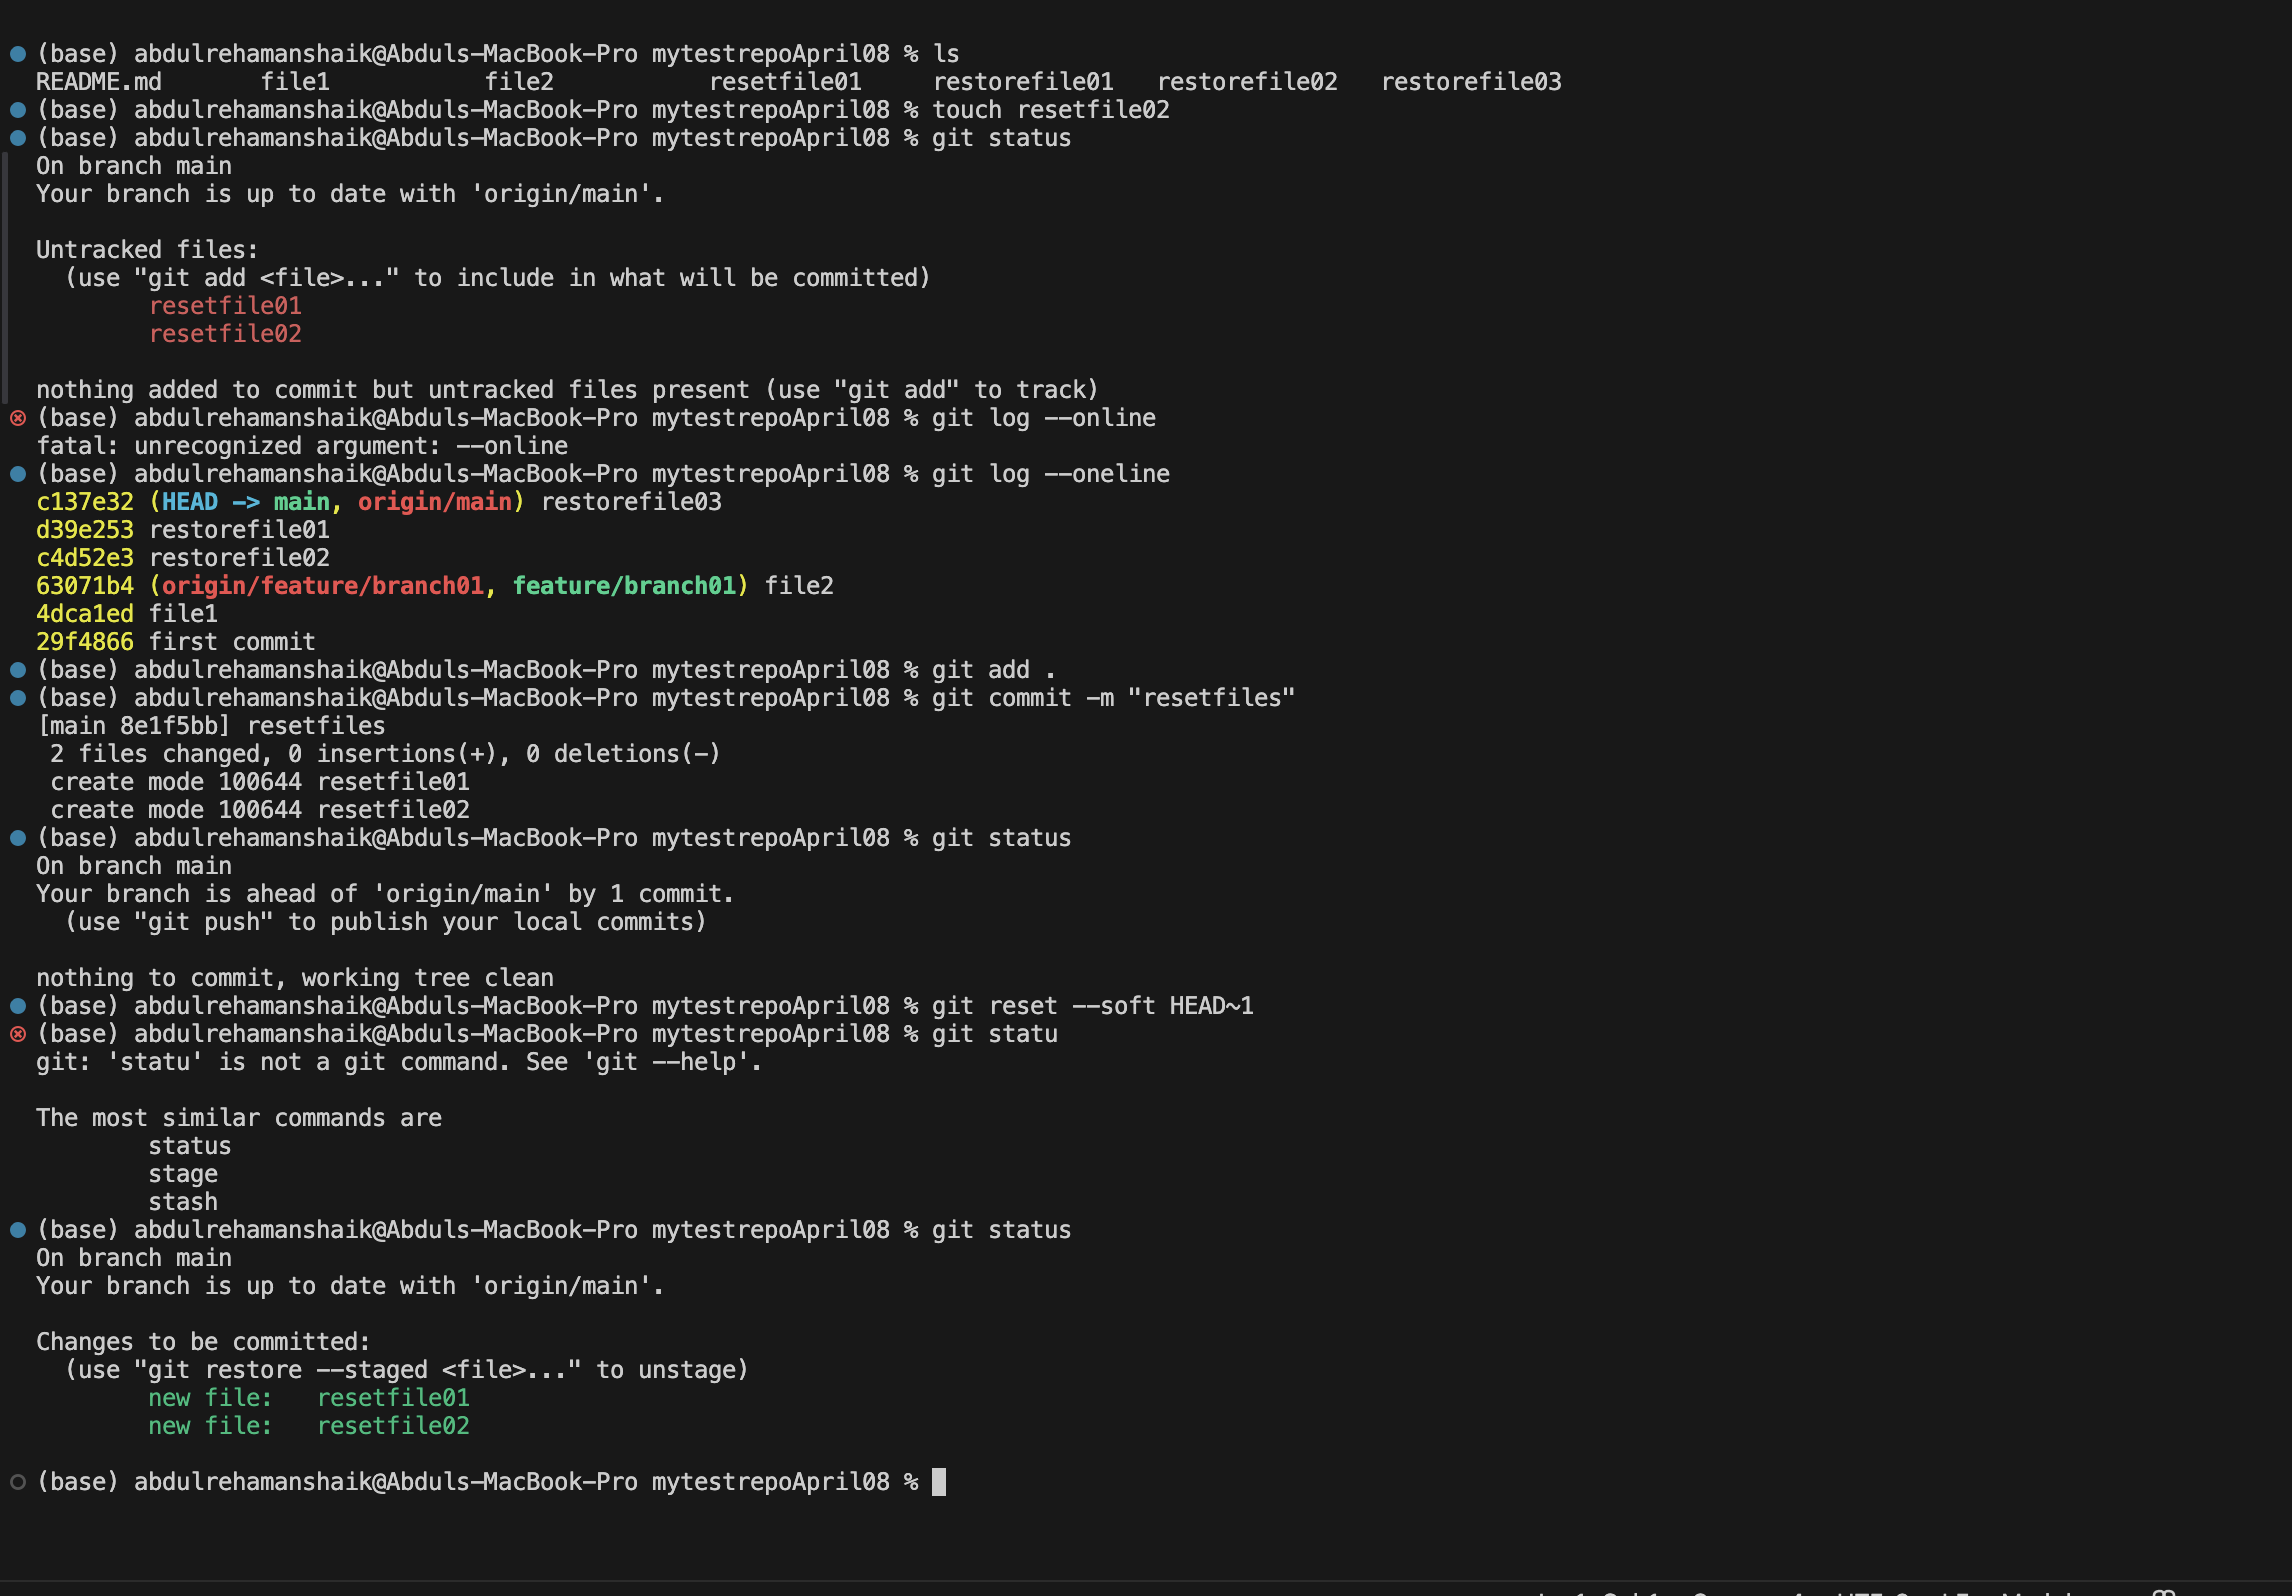 (base) abdulrehamanshaik@Abduls-MacBook-Pro mytestrepoApril08 % ls
README.md       file1           file2           resetfile01     restorefile01   restorefile02   restorefile03
(base) abdulrehamanshaik@Abduls-MacBook-Pro mytestrepoApril08 % touch resetfile02
(base) abdulrehamanshaik@Abduls-MacBook-Pro mytestrepoApril08 % git status
On branch main
Your branch is up to date with 'origin/main'.

Untracked files:
  (use "git add <file>..." to include in what will be committed)
        resetfile01
        resetfile02

nothing added to commit but untracked files present (use "git add" to track)
(base) abdulrehamanshaik@Abduls-MacBook-Pro mytestrepoApril08 % git log --online
fatal: unrecognized argument: --online
(base) abdulrehamanshaik@Abduls-MacBook-Pro mytestrepoApril08 % git log --oneline
c137e32 (HEAD -> main, origin/main) restorefile03
d39e253 restorefile01
c4d52e3 restorefile02
63071b4 (origin/feature/branch01, feature/branch01) file2
4dca1ed file1
29f4866 first commit
(base) abdulrehamanshaik@Abduls-MacBook-Pro mytestrepoApril08 % git add .
(base) abdulrehamanshaik@Abduls-MacBook-Pro mytestrepoApril08 % git commit -m "resetfiles"
[main 8e1f5bb] resetfiles
 2 files changed, 0 insertions(+), 0 deletions(-)
 create mode 100644 resetfile01
 create mode 100644 resetfile02
(base) abdulrehamanshaik@Abduls-MacBook-Pro mytestrepoApril08 % git status
On branch main
Your branch is ahead of 'origin/main' by 1 commit.
  (use "git push" to publish your local commits)

nothing to commit, working tree clean
(base) abdulrehamanshaik@Abduls-MacBook-Pro mytestrepoApril08 % git reset --soft HEAD~1
(base) abdulrehamanshaik@Abduls-MacBook-Pro mytestrepoApril08 % git statu
git: 'statu' is not a git command. See 'git --help'.

The most similar commands are
        status
        stage
        stash
(base) abdulrehamanshaik@Abduls-MacBook-Pro mytestrepoApril08 % git status
On branch main
Your branch is up to date with 'origin/main'.

Changes to be committed:
  (use "git restore --staged <file>..." to unstage)
        new file:   resetfile01
        new file:   resetfile02

(base) abdulrehamanshaik@Abduls-MacBook-Pro mytestrepoApril08 %